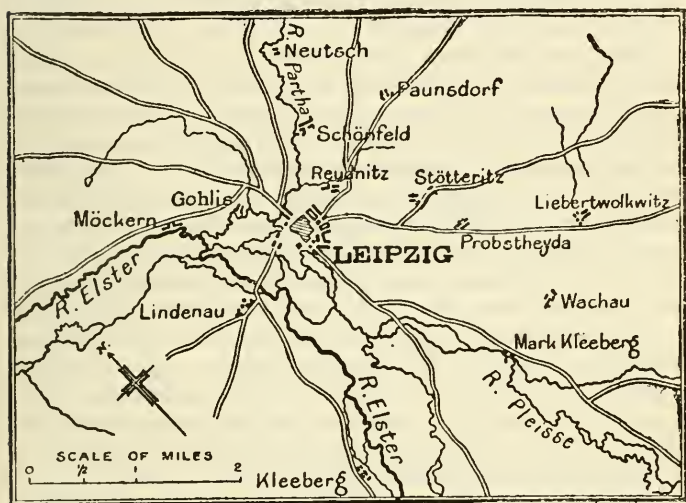 R. Partha
Neutsch
Paunsdorf
Schönfeld
Reudnitz
Stötteritz
Gohlis
Liebertwolkwitz
Möckern
LEIPZIG
Probstheyda
R. Elster
Lindenau
Wachau
Mark Kleeberg
N
R. Elster
R. Pleisse
SCALE OF MILES
0 ½ 1 2
Kleeberg